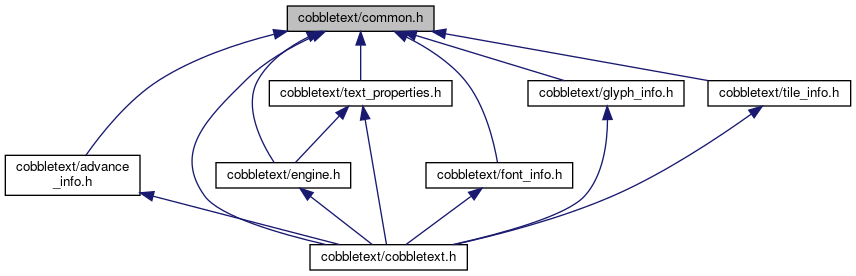 cobbletext/common.h
cobbletext/text_properties.h
cobbletext/glyph_info.h
cobbletext/tile_info.h
cobbletext/advance
_info.h
cobbletext/engine.h
cobbletext/font_info.h
cobbletext/cobbletext.h